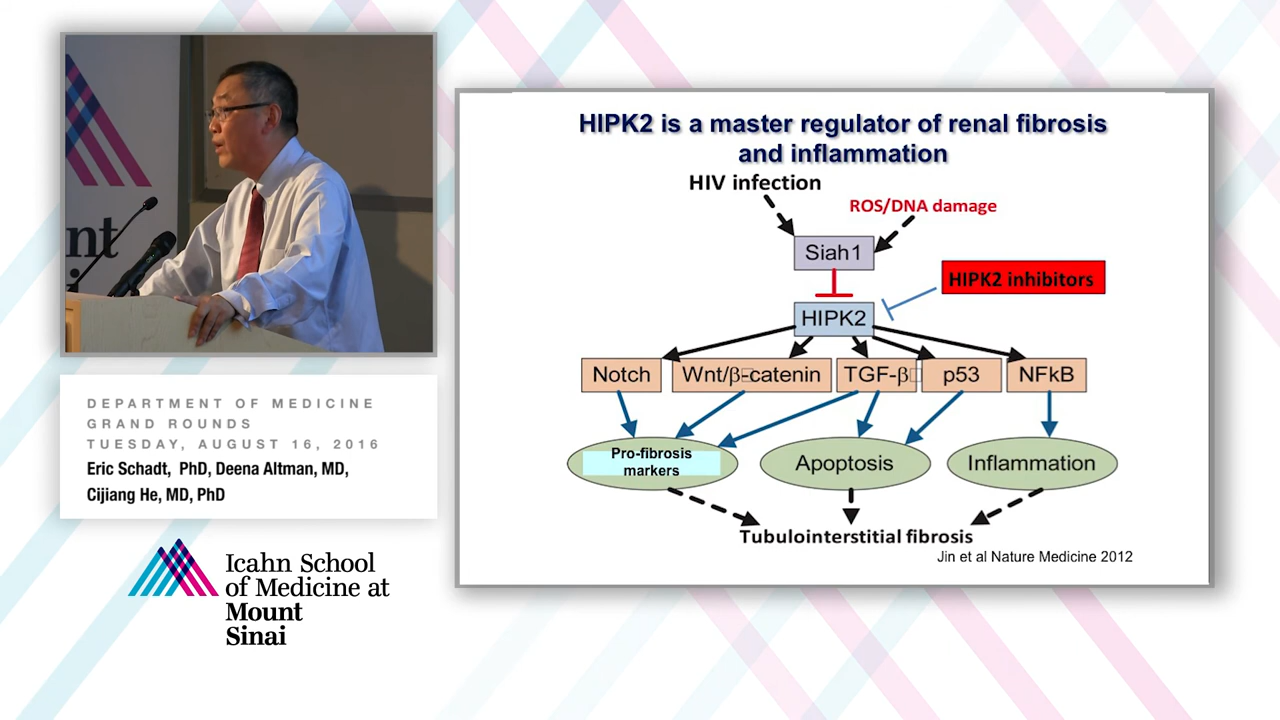 nt
DEPARTMENT OF MEDICINE
GRAND ROUNDS
TUESDAY, AUGUST 16, 2016
Eric Schadt, PhD, Deena Altman, MD,
Cijiang He, MD, PhD
Icahn School
of Medicine at
Mount
Sinai
HIPK2 is a master regulator of renal fibrosis
and inflammation
HIV infection
ROS/DNA damage
Siah1
HIPK2 inhibitors
HIPK2
Notch
Wnt/β-catenin
TGF-β
p53
NFkB
Pro-fibrosis
markers
Apoptosis
Inflammation
Tubulointerstitial fibrosis
Jin et al Nature Medicine 2012